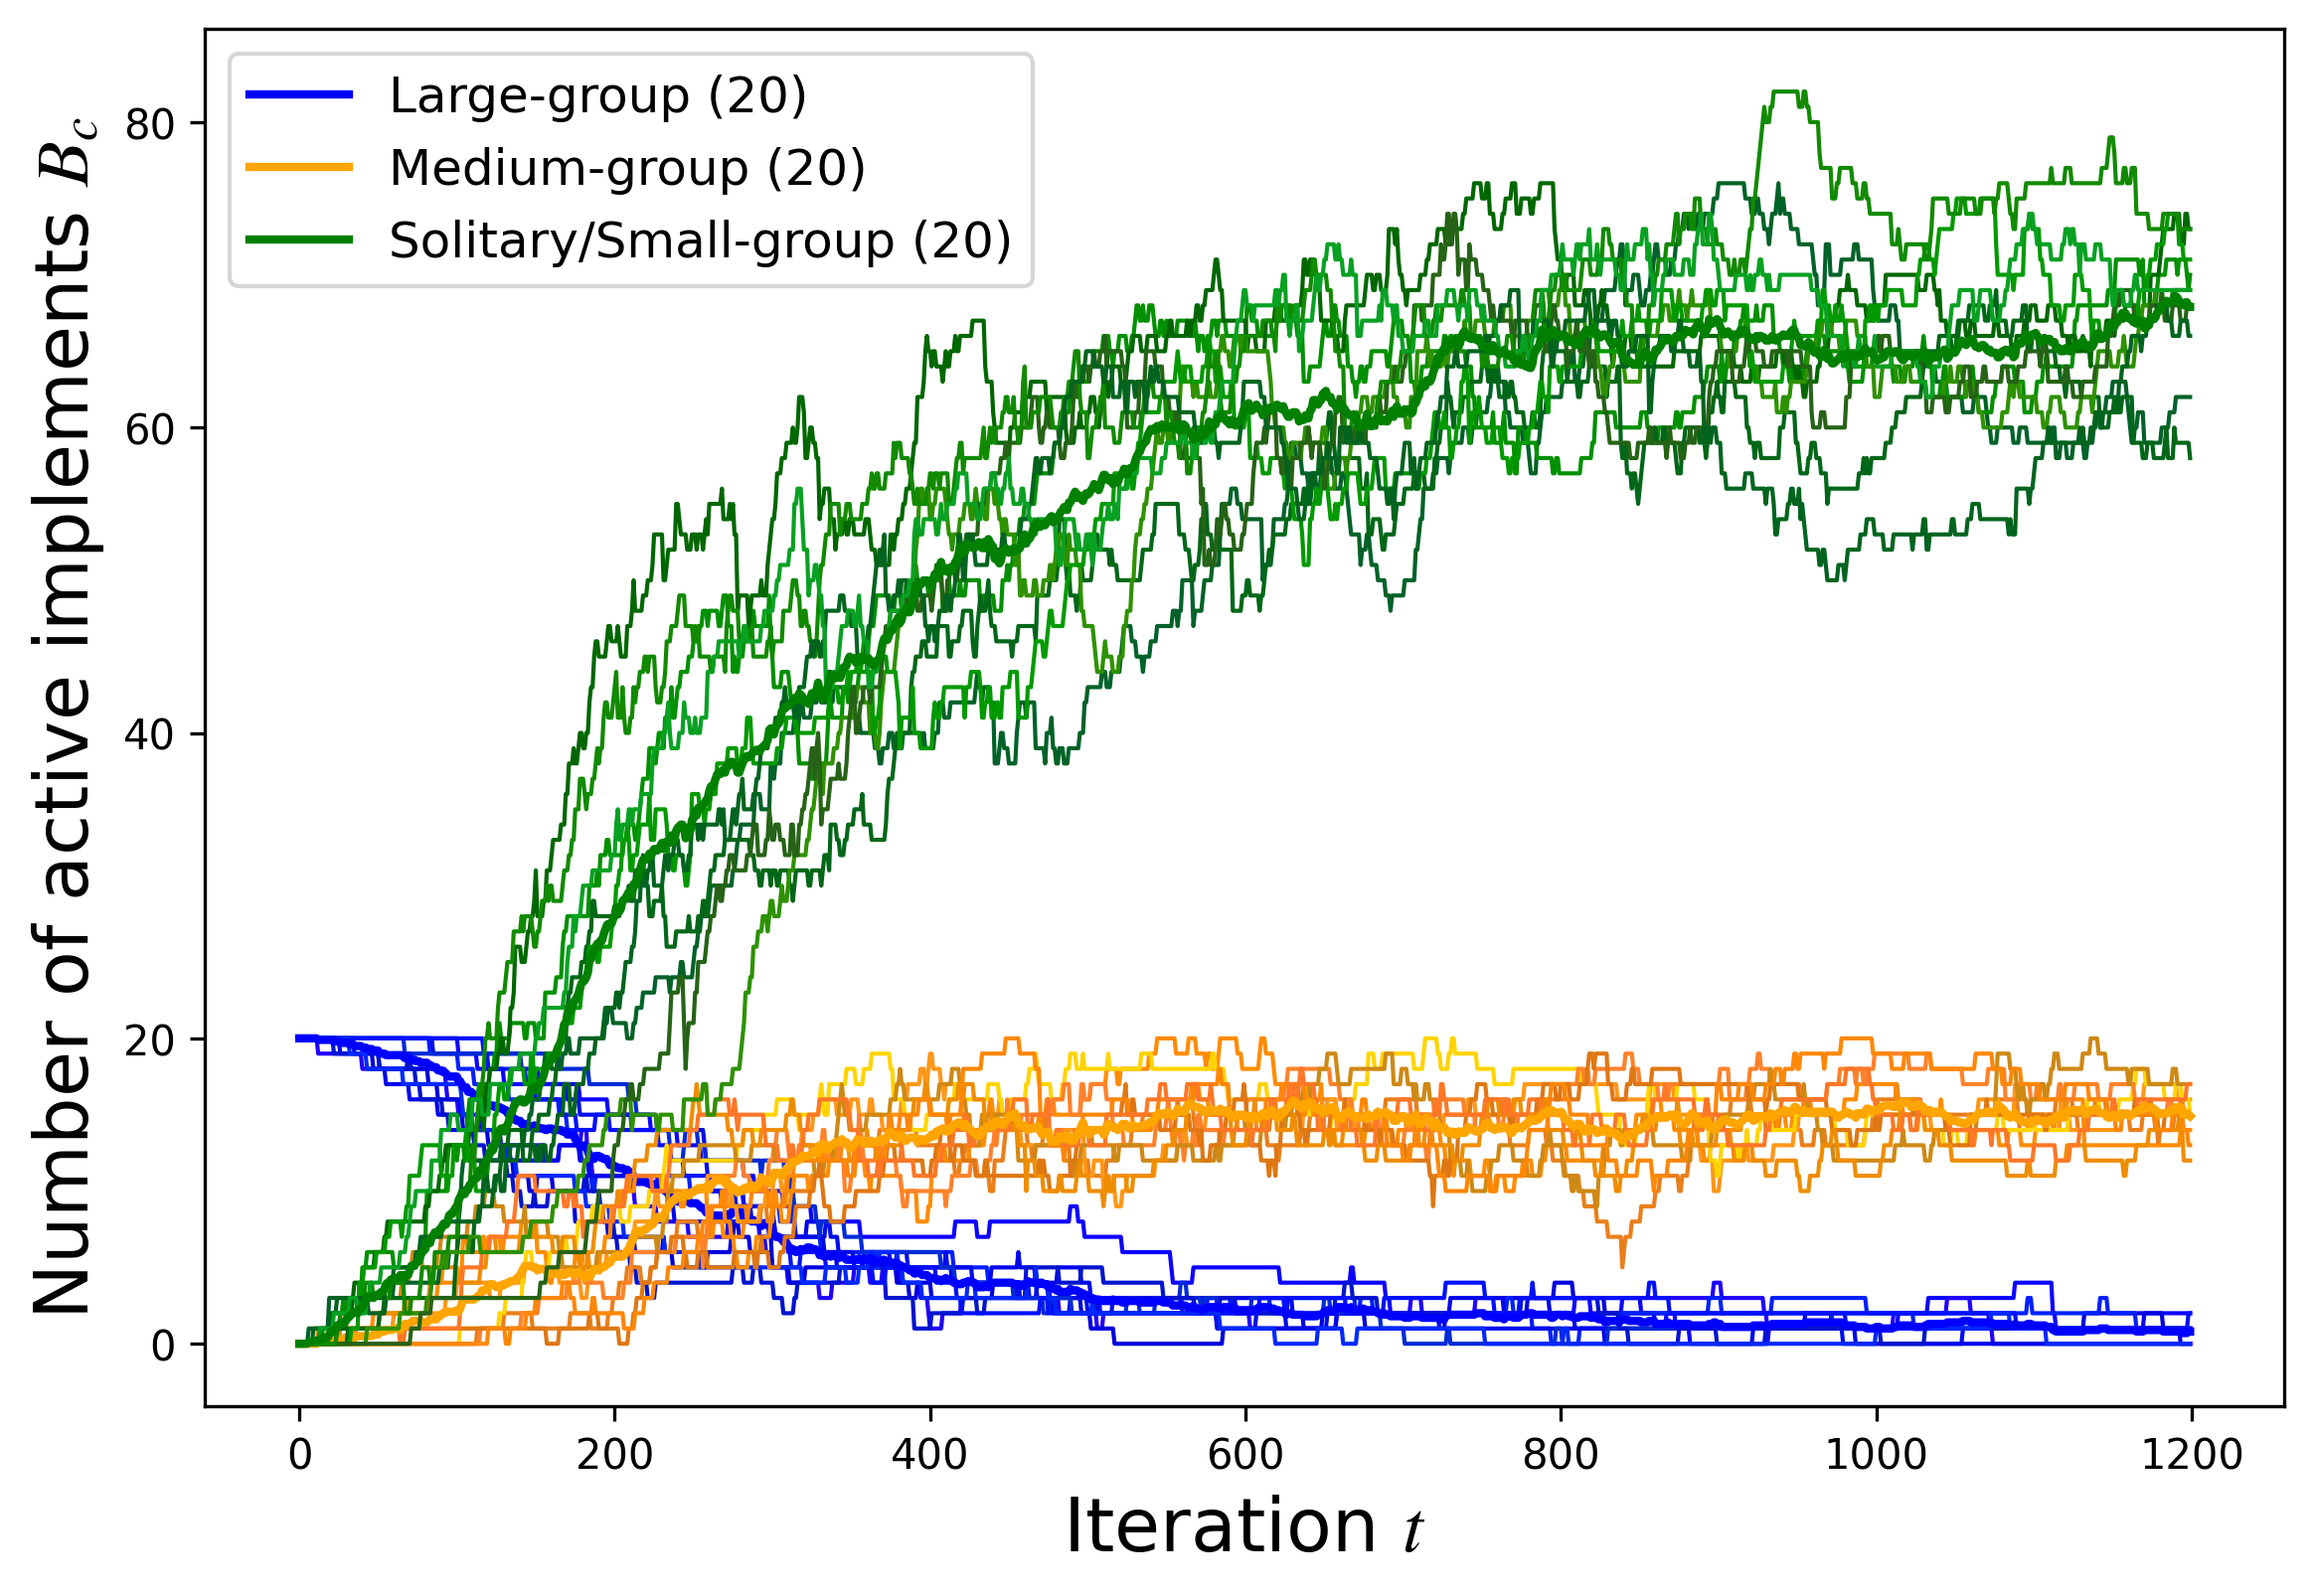 Large-group (20)
Medium-group (20)
Solitary/Small-group (20)
Number of active implements B_c
80
60
40
20
0
0 200 400 600 800 1000 1200
Iteration t